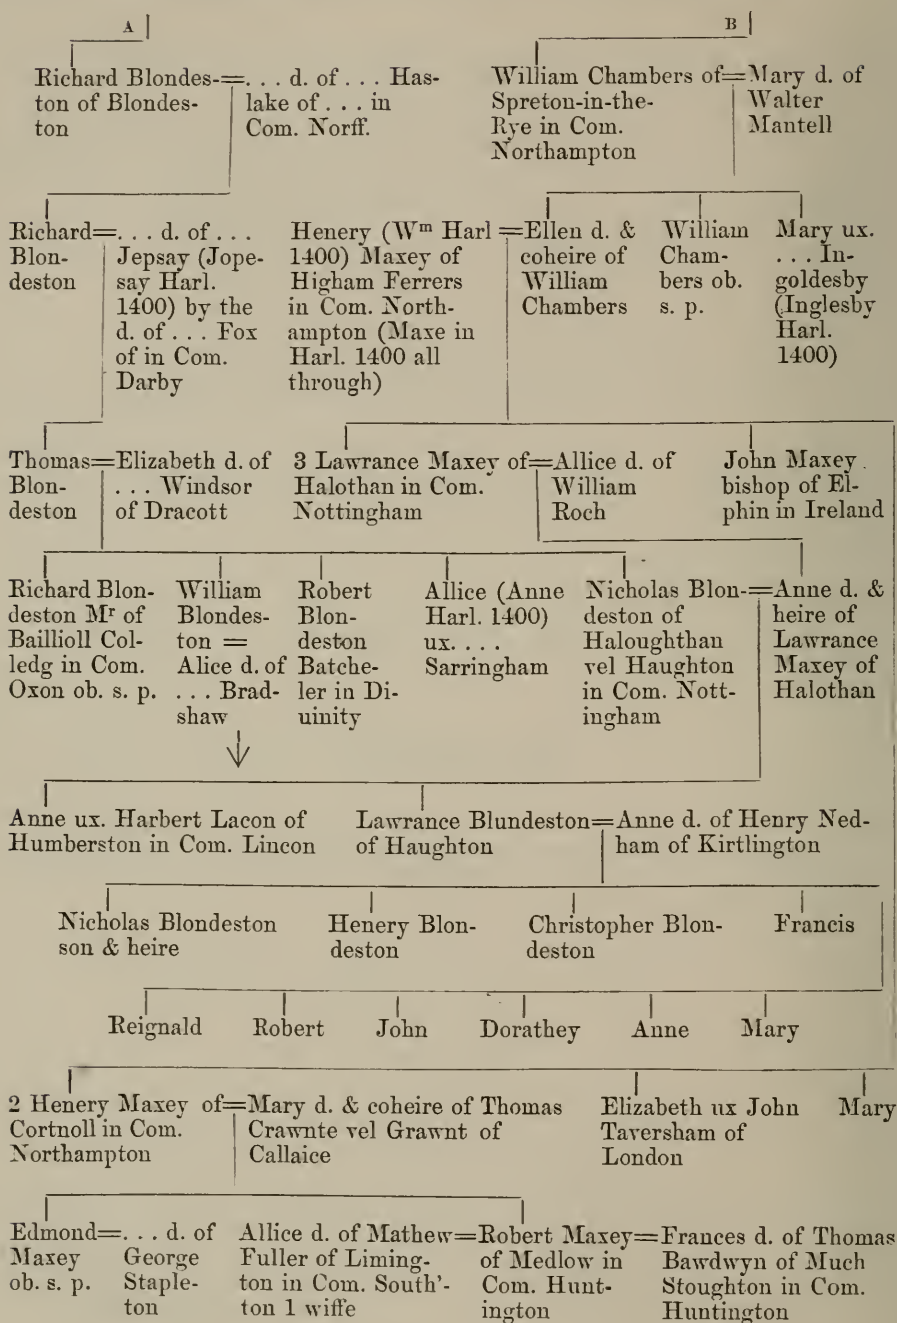 A
B
Richard Blondes-=. . . d. of . . . Has-
ton of Blondes-
ton
lake of . . . in
Com. Norff.
William Chambers of=Mary d. of
Spreton-in-the-
Rye in Com.
Northampton
Walter
Mantell
Richard=. . . d. of . . .
Blon-
deston
Jepsay (Jope-
say Harl.
1400) by the
d. of . . . Fox
of in Com.
Darby
Henery (Wm Harl =Ellen d. &
1400) Maxey of
Higham Ferrers
in Com. North-
ampton (Maxe in
Harl. 1400 all
through)
coheire of
William
Chambers
William
Cham-
bers ob.
s. p.
Mary ux.
. . . In-
goldesby
(Inglesby
Harl.
1400)
Thomas=Elizabeth d. of
Blon-
deston
. . . Windsor
of Dracott
3 Lawrance Maxey of=Allice d. of
Halothan in Com.
Nottingham
William
Roch
John Maxey
bishop of El-
phin in Ireland
Richard Blon-
deston Mr of
Baillioll Col-
ledg in Com.
Oxon ob. s. p.
William
Blondes-
ton =
Alice d. of
. . . Brad-
shaw
Robert
Blon-
deston
Batche-
ler in Di-
uinity
Allice (Anne
Harl. 1400)
ux. . . .
Sarringham
Nicholas Blon-=Anne d. &
deston of
Haloughthan
vel Haughton
in Com. Nott-
ingham
heire of
Lawrance
Maxey of
Halothan
Anne ux. Harbert Lacon of
Humberston in Com. Lincon
Lawrance Blundeston=Anne d. of Henry Ned-
of Haughton
ham of Kirtlington
Nicholas Blondeston
son & heire
Henery Blon-
deston
Christopher Blon-
deston
Francis
Reignald Robert John Dorathey Anne Mary
2 Henery Maxey of=Mary d. & coheire of Thomas
Cortnoll in Com.
Northampton
Crawnte vel Grawnt of
Callaice
Elizabeth ux John
Taversham of
London
Mary
Edmond=. . . d. of
Maxey
ob. s. p.
George
Staple-
ton
Allice d. of Mathew=Robert Maxey=Frances d. of Thomas
Fuller of Liming-
ton in Com. South'-
ton 1 wiffe
of Medlow in
Com. Hunt-
ington
Bawdwyn of Much
Stoughton in Com.
Huntington